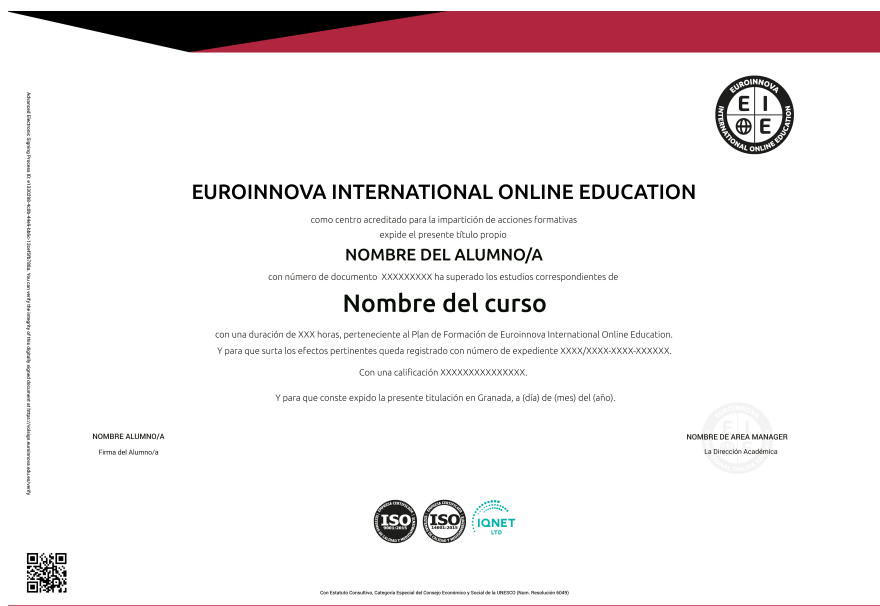 EUROINNOVA
INTERNATIONAL ONLINE EDUCATION
E I
E
EUROINNOVA INTERNATIONAL ONLINE EDUCATION
como centro acreditado para la impartición de acciones formativas
expide el presente título propio
NOMBRE DEL ALUMNO/A
con número de documento XXXXXXXXX ha superado los estudios correspondientes de
Nombre del curso
con una duración de XXX horas, perteneciente al Plan de Formación de Euroinnova International Online Education.
Y para que surta los efectos pertinentes queda registrado con número de expediente XXXX/XXXX-XXXX-XXXXXX.
Con una calificación XXXXXXXXXXXXXXX.
Y para que conste expido la presente titulación en Granada, a (día) de (mes) del (año).
NOMBRE ALUMNO/A
Firma del Alumno/a
NOMBRE DE AREA MANAGER
La Dirección Académica
ISO
9001:2015
ISO
14001:2015
IQNET
LTD
Con Estatuto Consultivo, Categoría Especial del Consejo Económico y Social de la UNESCO (Num. Resolución 6049)